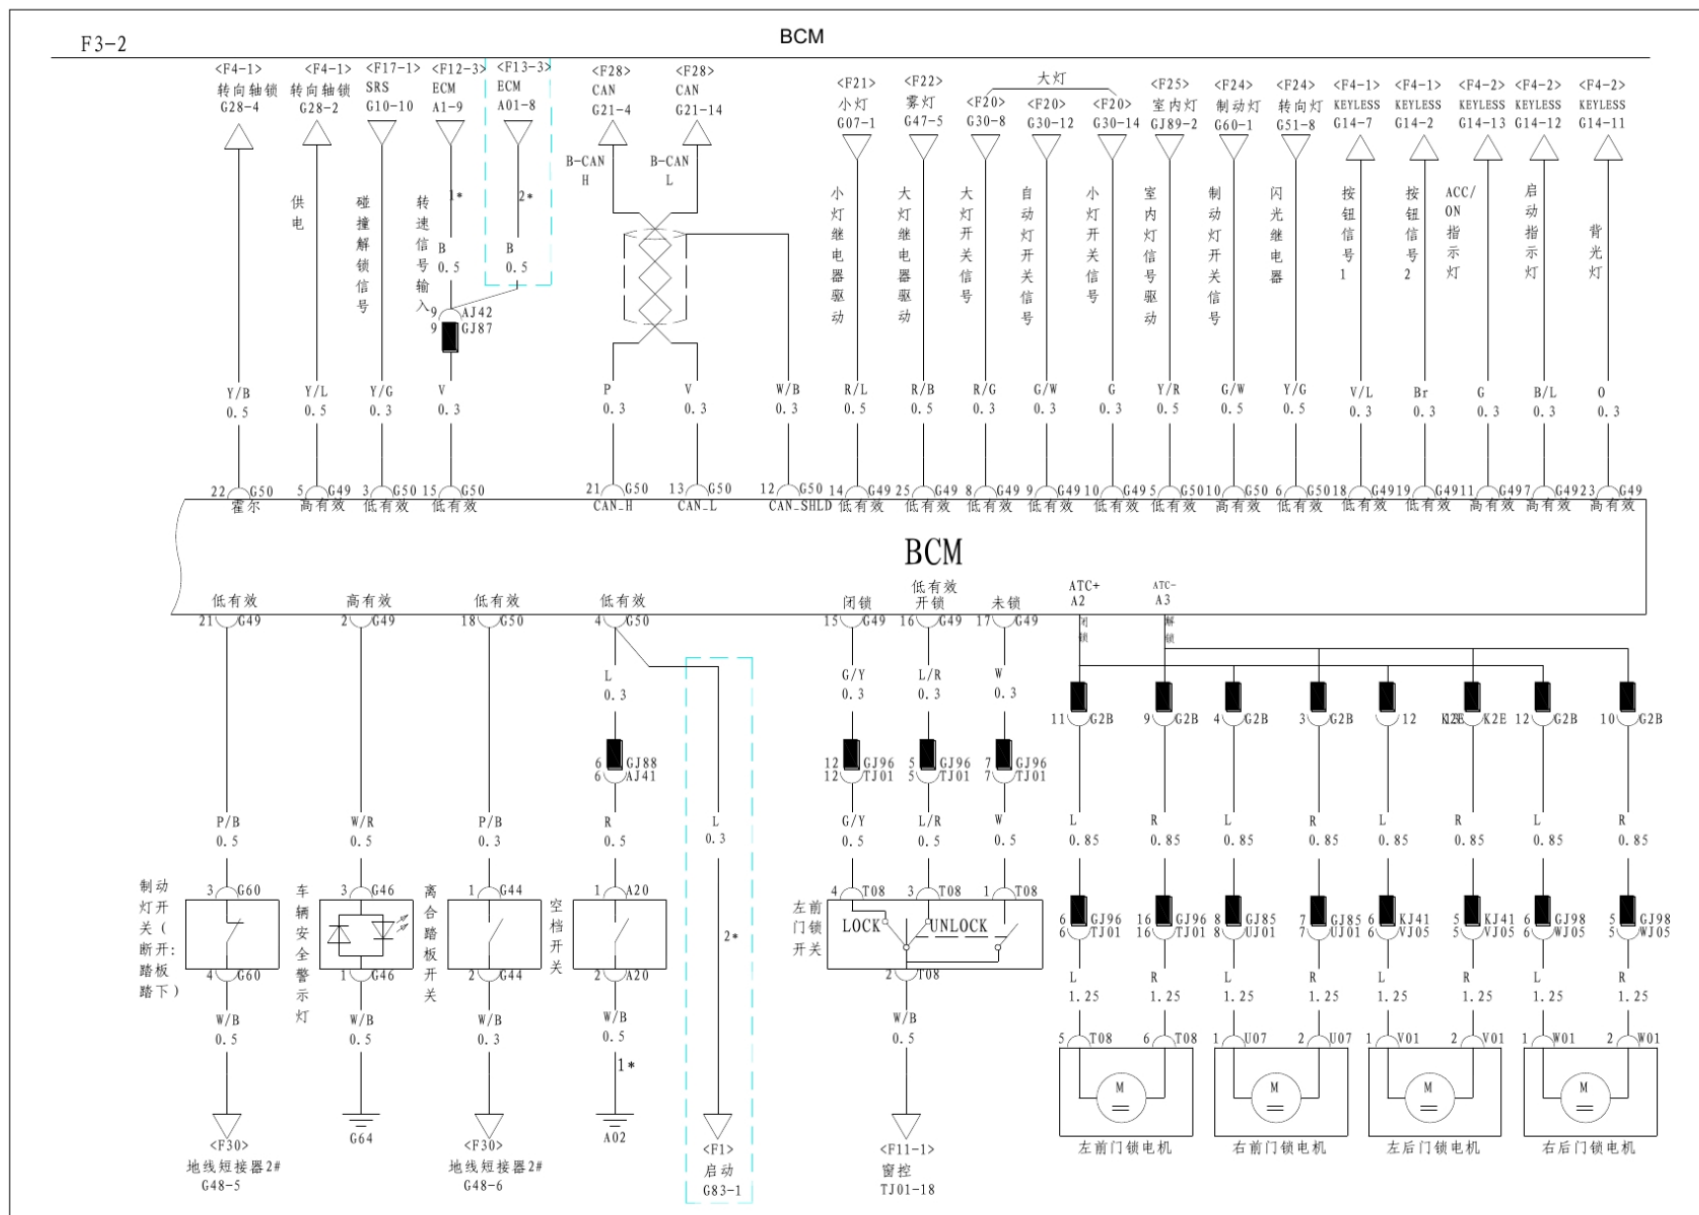 F3-2
BCM
<F4-1> 转向轴锁 G28-4
<F4-1> 转向轴锁 G28-2
<F17-1> SRS G10-10
<F12-3> ECM A1-9
<F13-3> ECM A01-8
<F28> CAN G21-4
<F28> CAN G21-14
<F21> 小灯 G07-1
<F22> 雾灯 G47-5
大灯
<F20> G30-8
<F20> G30-12
<F20> G30-14
<F25> 室内灯 GJ89-2
<F24> 制动灯 G60-1
<F24> 转向灯 G51-8
<F4-1> KEYLESS G14-7
<F4-1> KEYLESS G14-2
<F4-2> KEYLESS G14-13
<F4-2> KEYLESS G14-12
<F4-2> KEYLESS G14-11
供电
碰撞解锁信号
转速信号输入
1*
2*
B-CAN H
B-CAN L
小灯继电器驱动
大灯继电器驱动
大灯开关信号
自动灯开关信号
小灯开关信号
室内灯信号驱动
制动灯开关信号
闪光继电器
按钮信号1
按钮信号2
ACC/ON指示灯
启动指示灯
背光灯
B 0.5
B 0.5
9 AJ42
9 GJ87
Y/B 0.5
Y/L 0.5
Y/G 0.3
V 0.3
P 0.3
V 0.3
W/B 0.3
R/L 0.5
R/B 0.5
R/G 0.3
G/W 0.3
G 0.3
Y/R 0.5
G/W 0.5
Y/G 0.5
V/L 0.3
Br 0.3
G 0.3
B/L 0.3
O 0.3
22 G50 霍尔
5 G49 高有效
3 G50 低有效
15 G50 低有效
21 G50 CAN_H
13 G50 CAN_L
12 G50 CAN_SHLD
14 G49 低有效
25 G49 低有效
8 G49 低有效
9 G49 低有效
10 G49 低有效
5 G50 低有效
10 G50 高有效
6 G50 低有效
18 G49 低有效
19 G49 低有效
11 G49 高有效
7 G49 高有效
23 G49 高有效
BCM
低有效 21 G49
高有效 2 G49
低有效 18 G50
低有效 4 G50
低有效
闭锁 15 G49
开锁 16 G49
未锁 17 G49
ATC+ A2 闭锁
ATC- A3 解锁
L 0.3
G/Y 0.3
L/R 0.3
W 0.3
11 G2B
9 G2B
4 G2B
3 G2B
12
K2E
12 G2B
10 G2B
6 GJ88
6 AJ41
12 GJ96
12 TJ01
5 GJ96
5 TJ01
7 GJ96
7 TJ01
P/B 0.5
W/R 0.5
P/B 0.3
R 0.5
L 0.3
G/Y 0.5
L/R 0.5
W 0.5
L 0.85
R 0.85
L 0.85
R 0.85
L 0.85
R 0.85
L 0.85
R 0.85
制动灯开关(断开:踏板踏下)
3 G60
4 G60
车辆安全警示灯
3 G46
1 G46
离合踏板开关
1 G44
2 G44
空档开关
1 A20
2 A20
2*
左前门锁开关
4 T08
3 T08
1 T08
LOCK
UNLOCK
2 T08
6 GJ96
6 TJ01
16 GJ96
16 TJ01
8 GJ85
8 UJ01
7 GJ85
7 UJ01
6 KJ41
6 VJ05
5 KJ41
5 VJ05
6 GJ98
6 WJ05
5 GJ98
5 WJ05
W/B 0.5
W/B 0.5
W/B 0.3
W/B 0.5
1*
W/B 0.5
L 1.25
R 1.25
L 1.25
R 1.25
L 1.25
R 1.25
L 1.25
R 1.25
5 T08
6 T08
1 U07
2 U07
1 V01
2 V01
1 W01
2 W01
M
M
M
M
左前门锁电机
右前门锁电机
左后门锁电机
右后门锁电机
<F30> 地线短接器2# G48-5
G64
<F30> 地线短接器2# G48-6
A02
<F1> 启动 G83-1
<F11-1> 窗控 TJ01-18